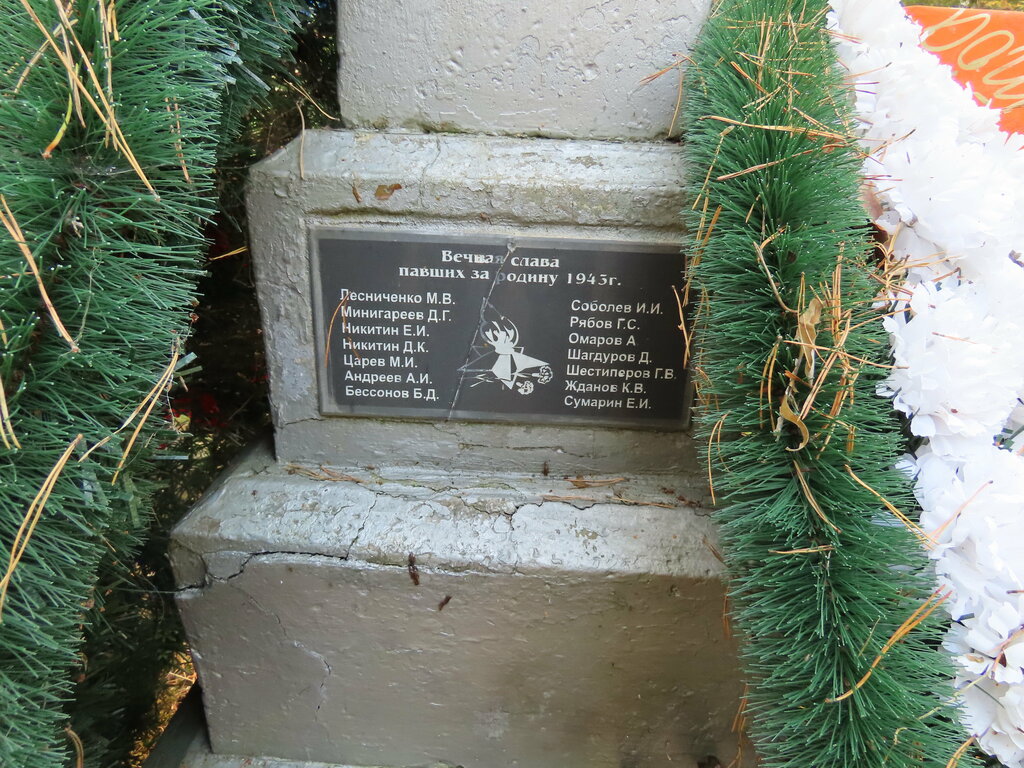 Вечная слава
павших за родину 1943г.
Лесниченко М.В.
Минигареев Д.Г.
Никитин Е.И.
Никитин Д.К.
Царев М.И.
Андреев А.И.
Бессонов Б.Д.
Соболев И.И.
Рябов Г.С.
Омаров А
Шагдуров Д.
Шестиперов Г.В.
Жданов К.В.
Сумарин Е.И.